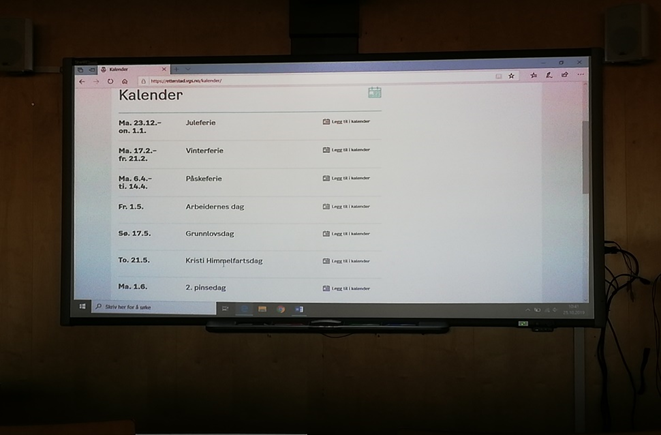 Kalender
https://etterstad.vgs.no/kalender/
Kalender
Ma. 23.12.–
on. 1.1.
Juleferie
Legg til i kalender
Ma. 17.2.–
fr. 21.2.
Vinterferie
Legg til i kalender
Ma. 6.4.–
ti. 14.4.
Påskeferie
Legg til i kalender
Fr. 1.5.
Arbeidernes dag
Legg til i kalender
Sø. 17.5.
Grunnlovsdag
Legg til i kalender
To. 21.5.
Kristi Himmelfartsdag
Legg til i kalender
Ma. 1.6.
2. pinsedag
Legg til i kalender
Skriv her for å søke